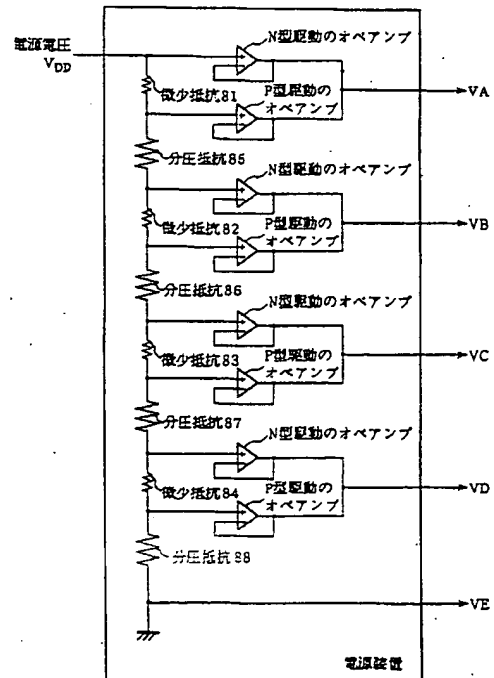 電源電圧
VDD
N型駆動のオペアンプ
微少抵抗81
P型駆動の
オペアンプ
VA
分圧抵抗85
N型駆動のオペアンプ
微少抵抗82
P型駆動の
オペアンプ
VB
分圧抵抗86
N型駆動のオペアンプ
微少抵抗83
P型駆動の
オペアンプ
VC
分圧抵抗87
N型駆動のオペアンプ
微少抵抗84
P型駆動の
オペアンプ
VD
分圧抵抗88
VE
電源装置